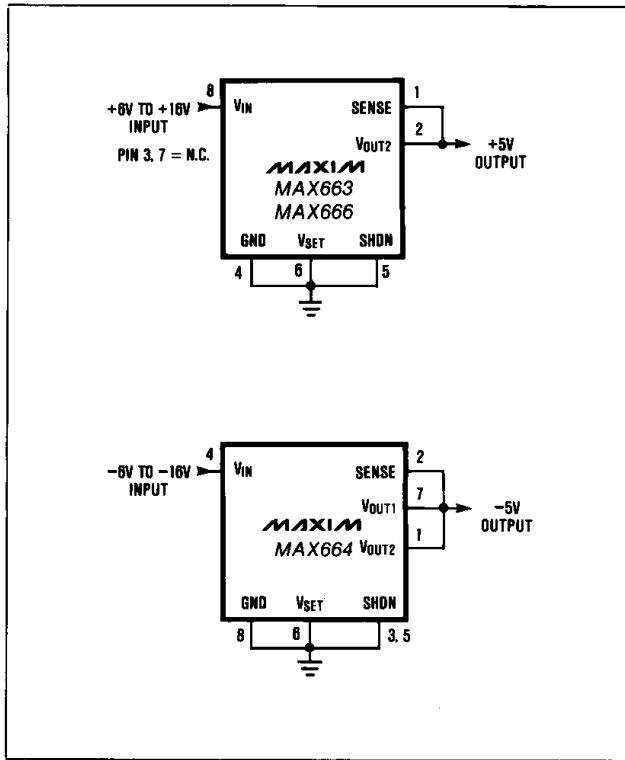 8
1
+6V TO +16V
INPUT
VIN
SENSE
2
VOUT2
+5V
OUTPUT
PIN 3, 7 = N.C.
MAXIM
MAX663
MAX666
GND VSET SHDN
4 6 5
4
2
-6V TO -16V
INPUT
VIN
SENSE
7
VOUT1
-5V
OUTPUT
1
MAXIM
MAX664
VOUT2
GND VSET SHDN
8 6 3, 5